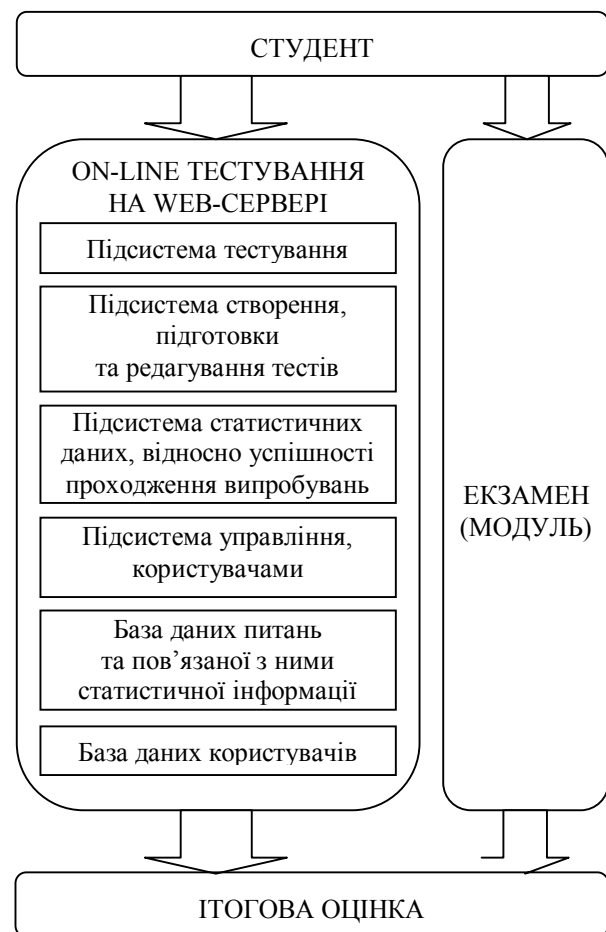 СТУДЕНТ
ON-LINE ТЕСТУВАННЯ
НА WEB-СЕРВЕРІ
Підсистема тестування
Підсистема створення,
підготовки
та редагування тестів
Підсистема статистичних
даних, відносно успішності
проходження випробувань
Підсистема управління,
користувачами
База даних питань
та пов’язаної з ними
статистичної інформації
База даних користувачів
ЕКЗАМЕН
(МОДУЛЬ)
ІТОГОВА ОЦІНКА